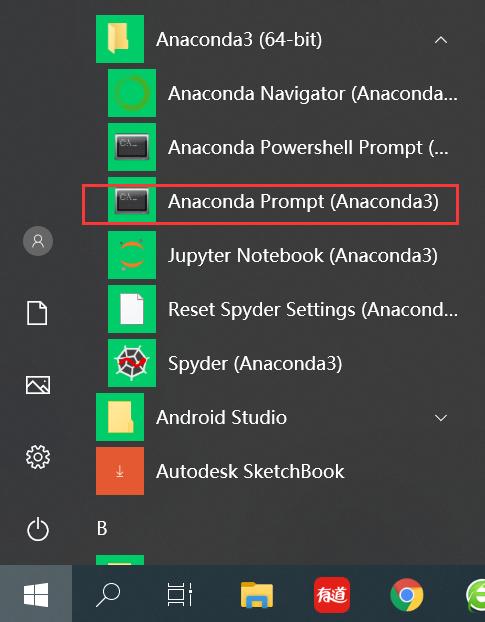 Anaconda3 (64-bit)
Anaconda Navigator (Anaconda...
Anaconda Powershell Prompt (...
Anaconda Prompt (Anaconda3)
Jupyter Notebook (Anaconda3)
Reset Spyder Settings (Anacond...
Spyder (Anaconda3)
Android Studio
Autodesk SketchBook
B
有道